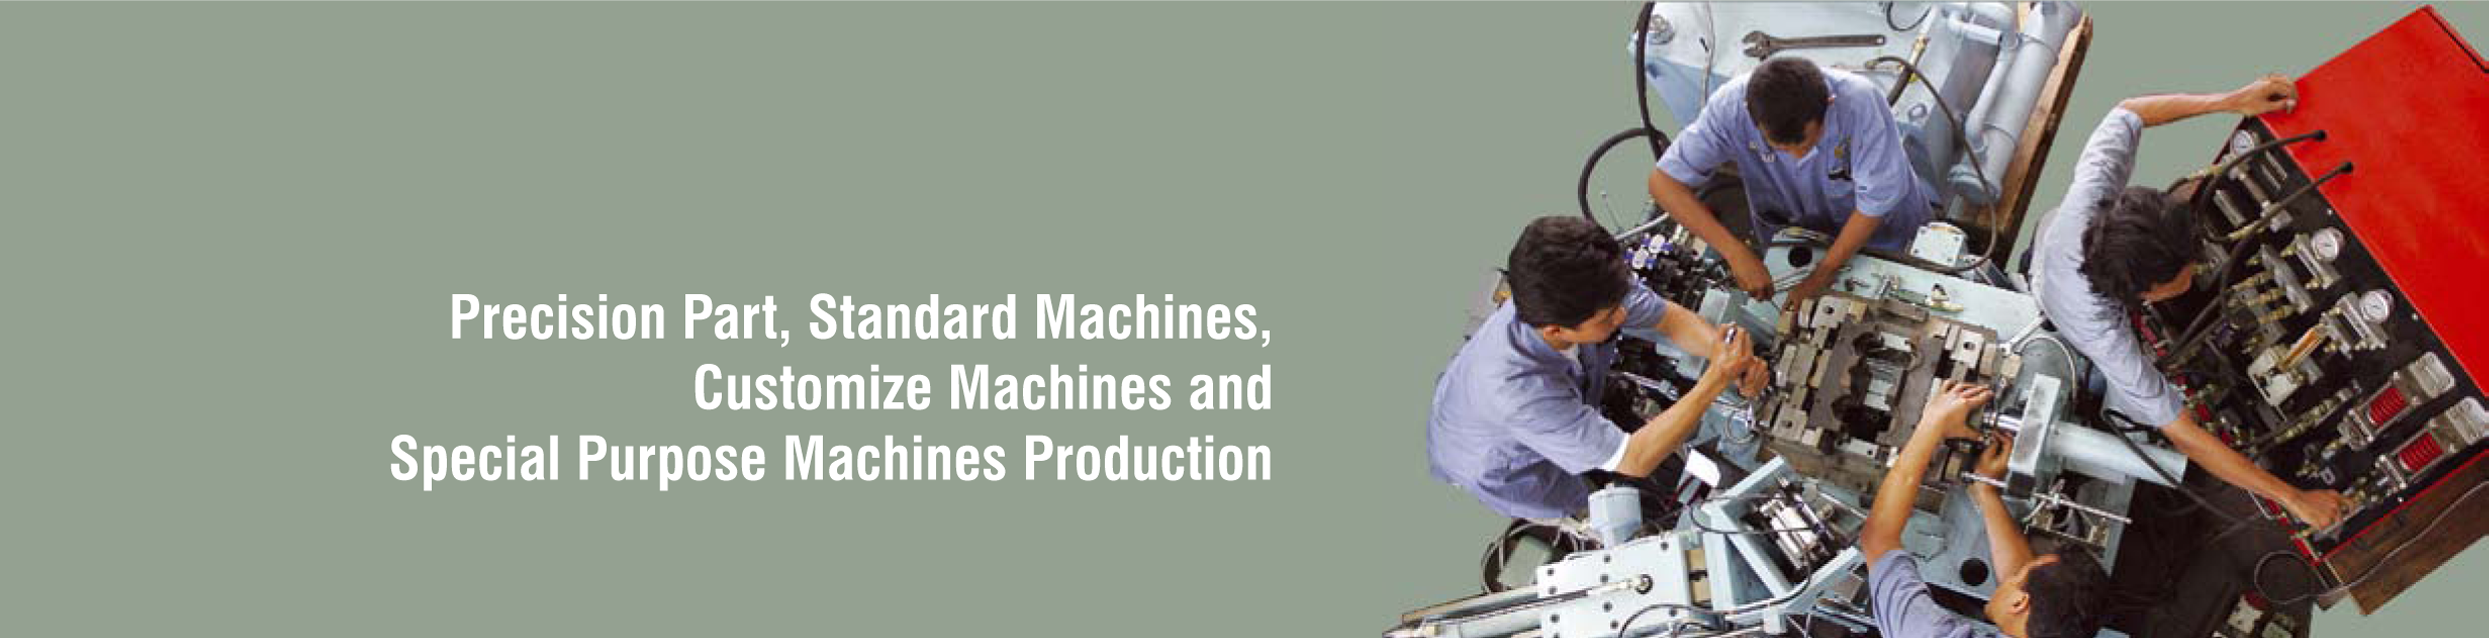 Precision Part, Standard Machines,
Customize Machines and
Special Purpose Machines Production